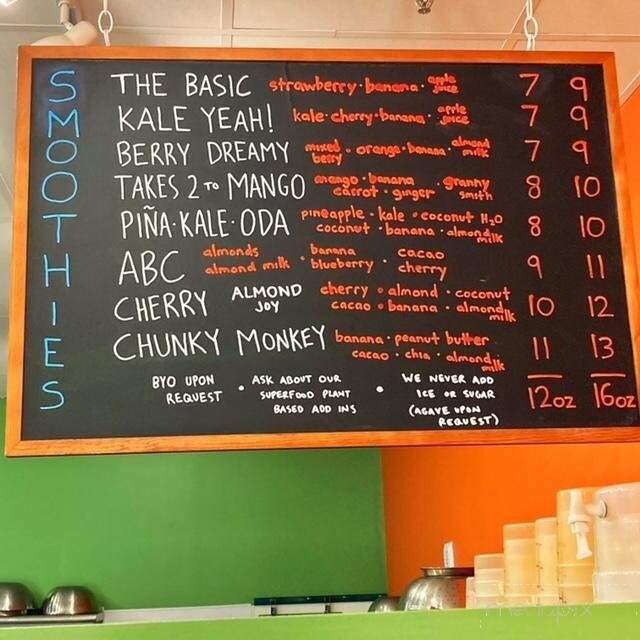 SMOOTHIES
THE BASIC strawberry · banana · apple juice 7 9
KALE YEAH! kale · cherry · banana · apple juice 7 9
BERRY DREAMY mixed berry · orange · banana · almond milk 7 9
TAKES 2 TO MANGO mango · banana · granny smith 8 10
carrot · ginger
PIÑA·KALE·ODA pineapple · kale · coconut H₂O 8 10
coconut · banana · almond milk
ABC almonds · banana · cacao 9 11
almond milk · blueberry · cherry
CHERRY ALMOND JOY cherry · almond · coconut 10 12
cacao · banana · almond milk
CHUNKY MONKEY banana · peanut butter 11 13
cacao · chia · almond milk
12oz 16oz
BYO UPON
REQUEST
• ASK ABOUT OUR
SUPERFOOD PLANT
BASED ADD INS
• WE NEVER ADD
ICE OR SUGAR
(AGAVE UPON
REQUEST)